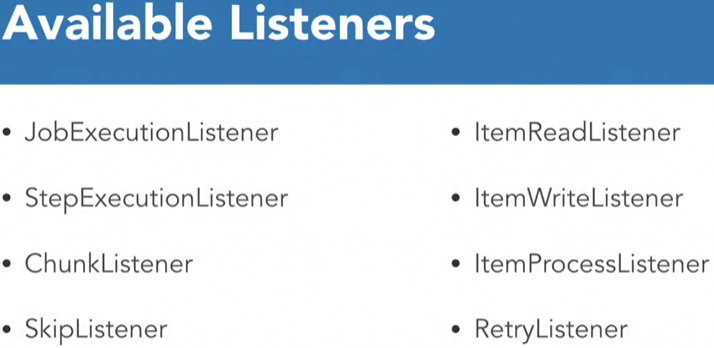 Available Listeners
• JobExecutionListener
• StepExecutionListener
• ChunkListener
• SkipListener
• ItemReadListener
• ItemWriteListener
• ItemProcessListener
• RetryListener